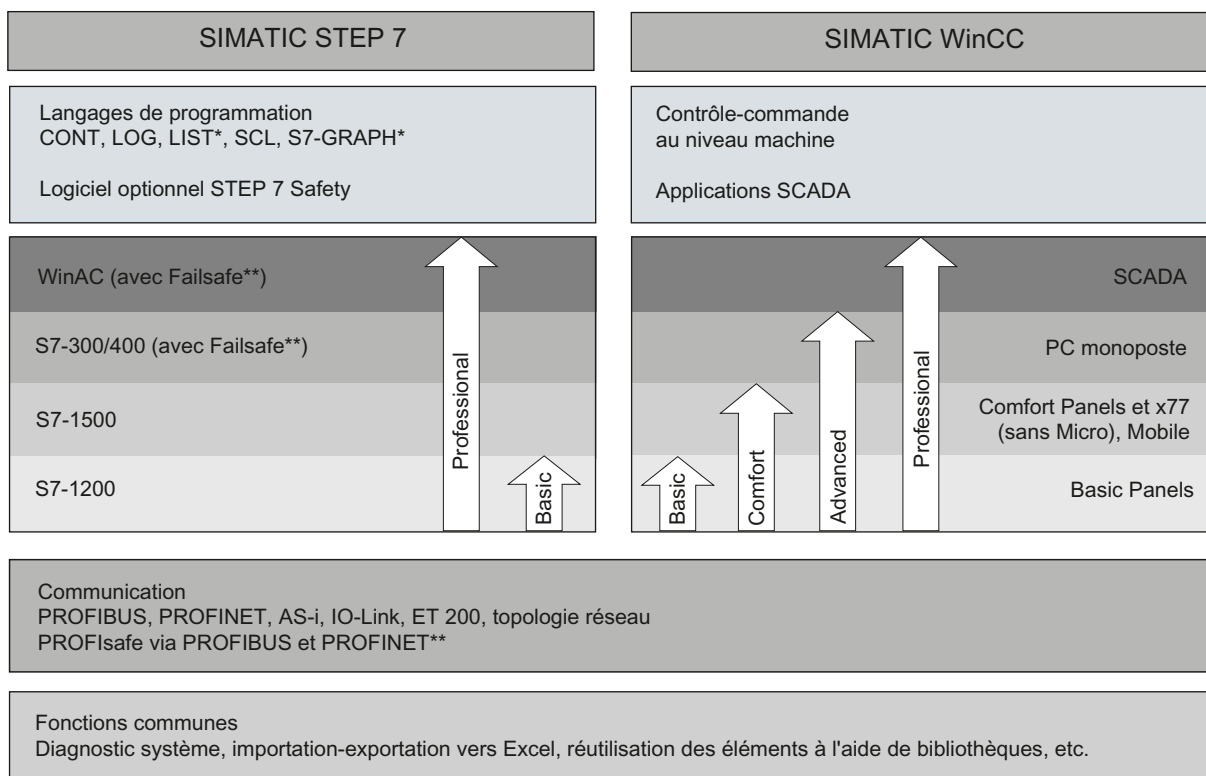 SIMATIC STEP 7
Langages de programmation
CONT, LOG, LIST*, SCL, S7-GRAPH*
Logiciel optionnel STEP 7 Safety
WinAC (avec Failsafe**)
S7-300/400 (avec Failsafe**)
S7-1500
S7-1200
Professional
Basic
SIMATIC WinCC
Contrôle-commande
au niveau machine
Applications SCADA
Basic
Comfort
Advanced
Professional
SCADA
PC monoposte
Comfort Panels et x77
(sans Micro), Mobile
Basic Panels
Communication
PROFIBUS, PROFINET, AS-i, IO-Link, ET 200, topologie réseau
PROFIsafe via PROFIBUS et PROFINET**
Fonctions communes
Diagnostic système, importation-exportation vers Excel, réutilisation des éléments à l'aide de bibliothèques, etc.